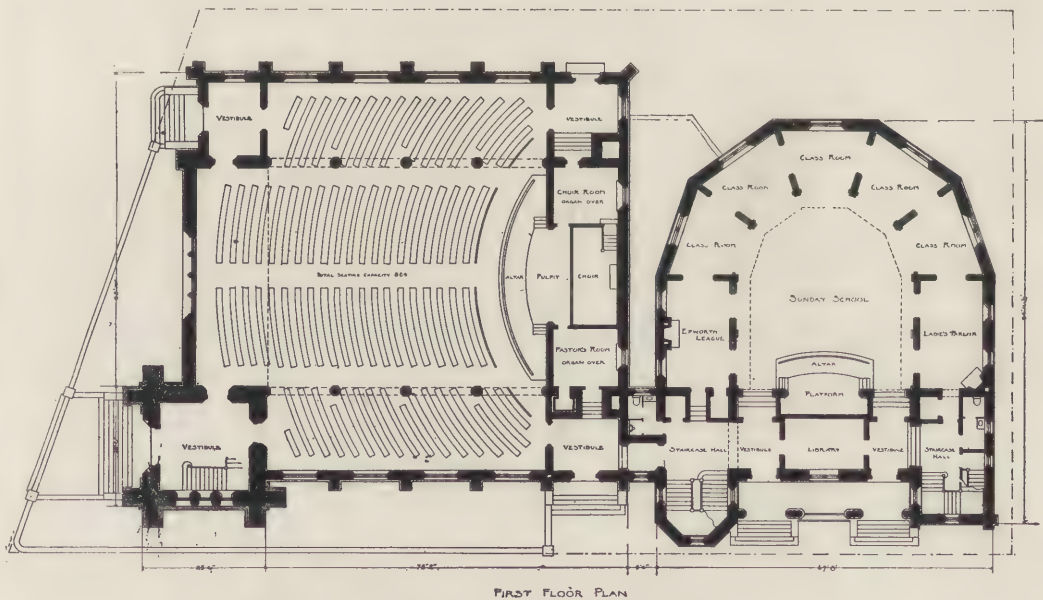 VESTIBULE
VESTIBULE
CHOIR ROOM
ORGAN OVER
TOTAL SEATING CAPACITY 864
ALTAR
PULPIT
CHOIR
PASTOR'S ROOM
ORGAN OVER
VESTIBULE
VESTIBULE
CLASS ROOM
CLASS ROOM
CLASS ROOM
CLASS ROOM
CLASS ROOM
SUNDAY SCHOOL
EPWORTH
LEAGUE
LADIE'S PARLOR
ALTAR
PLATFORM
STAIRCASE HALL
VESTIBULE
LIBRARY
VESTIBULE
STAIRCASE
HALL
FIRST FLOOR PLAN